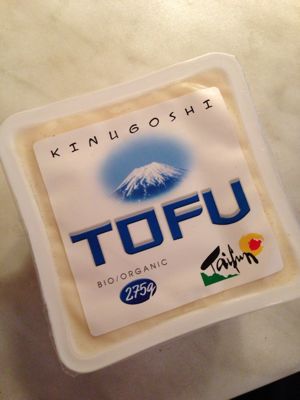 KINUGOSHI
TOFU
BIO/ORGANIC
275g
Taifun